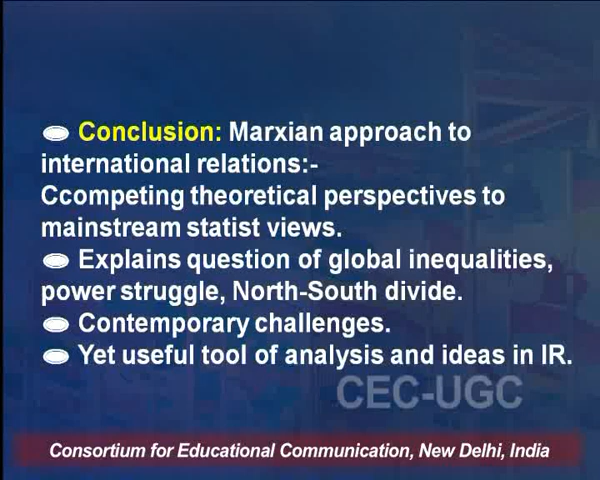 Conclusion: Marxian approach to
international relations:-
Ccompeting theoretical perspectives to
mainstream statist views.
Explains question of global inequalities,
power struggle, North-South divide.
Contemporary challenges.
Yet useful tool of analysis and ideas in IR.
CEC-UGC
Consortium for Educational Communication, New Delhi, India